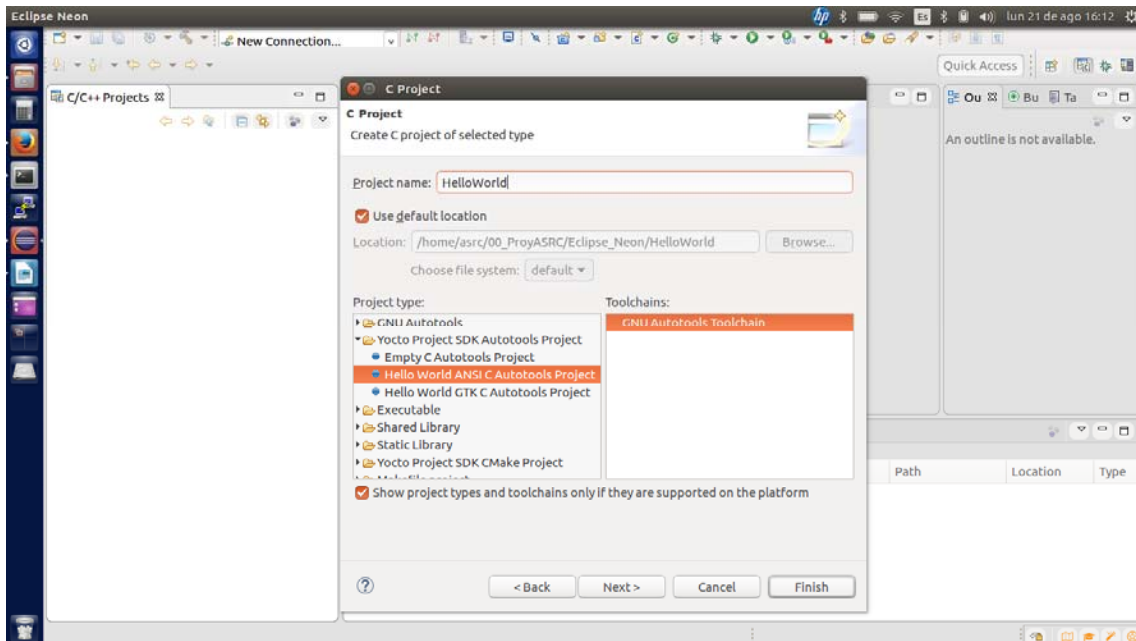 Eclipse Neon
hp Es lun 21 de ago 16:12
New Connection...
Quick Access
C/C++ Projects
Ou Bu Ta
An outline is not available.
C Project
C Project
Create C project of selected type
Project name: HelloWorld
Use default location
Location: /home/asrc/00_ProyASRC/Eclipse_Neon/HelloWorld Browse...
Choose file system: default
Project type: Toolchains:
GNU Autotools GNU Autotools Toolchain
Yocto Project SDK Autotools Project
Empty C Autotools Project
Hello World ANSI C Autotools Project
Hello World GTK C Autotools Project
Executable
Shared Library
Static Library
Yocto Project SDK CMake Project
Path Location Type
Show project types and toolchains only if they are supported on the platform
< Back Next > Cancel Finish